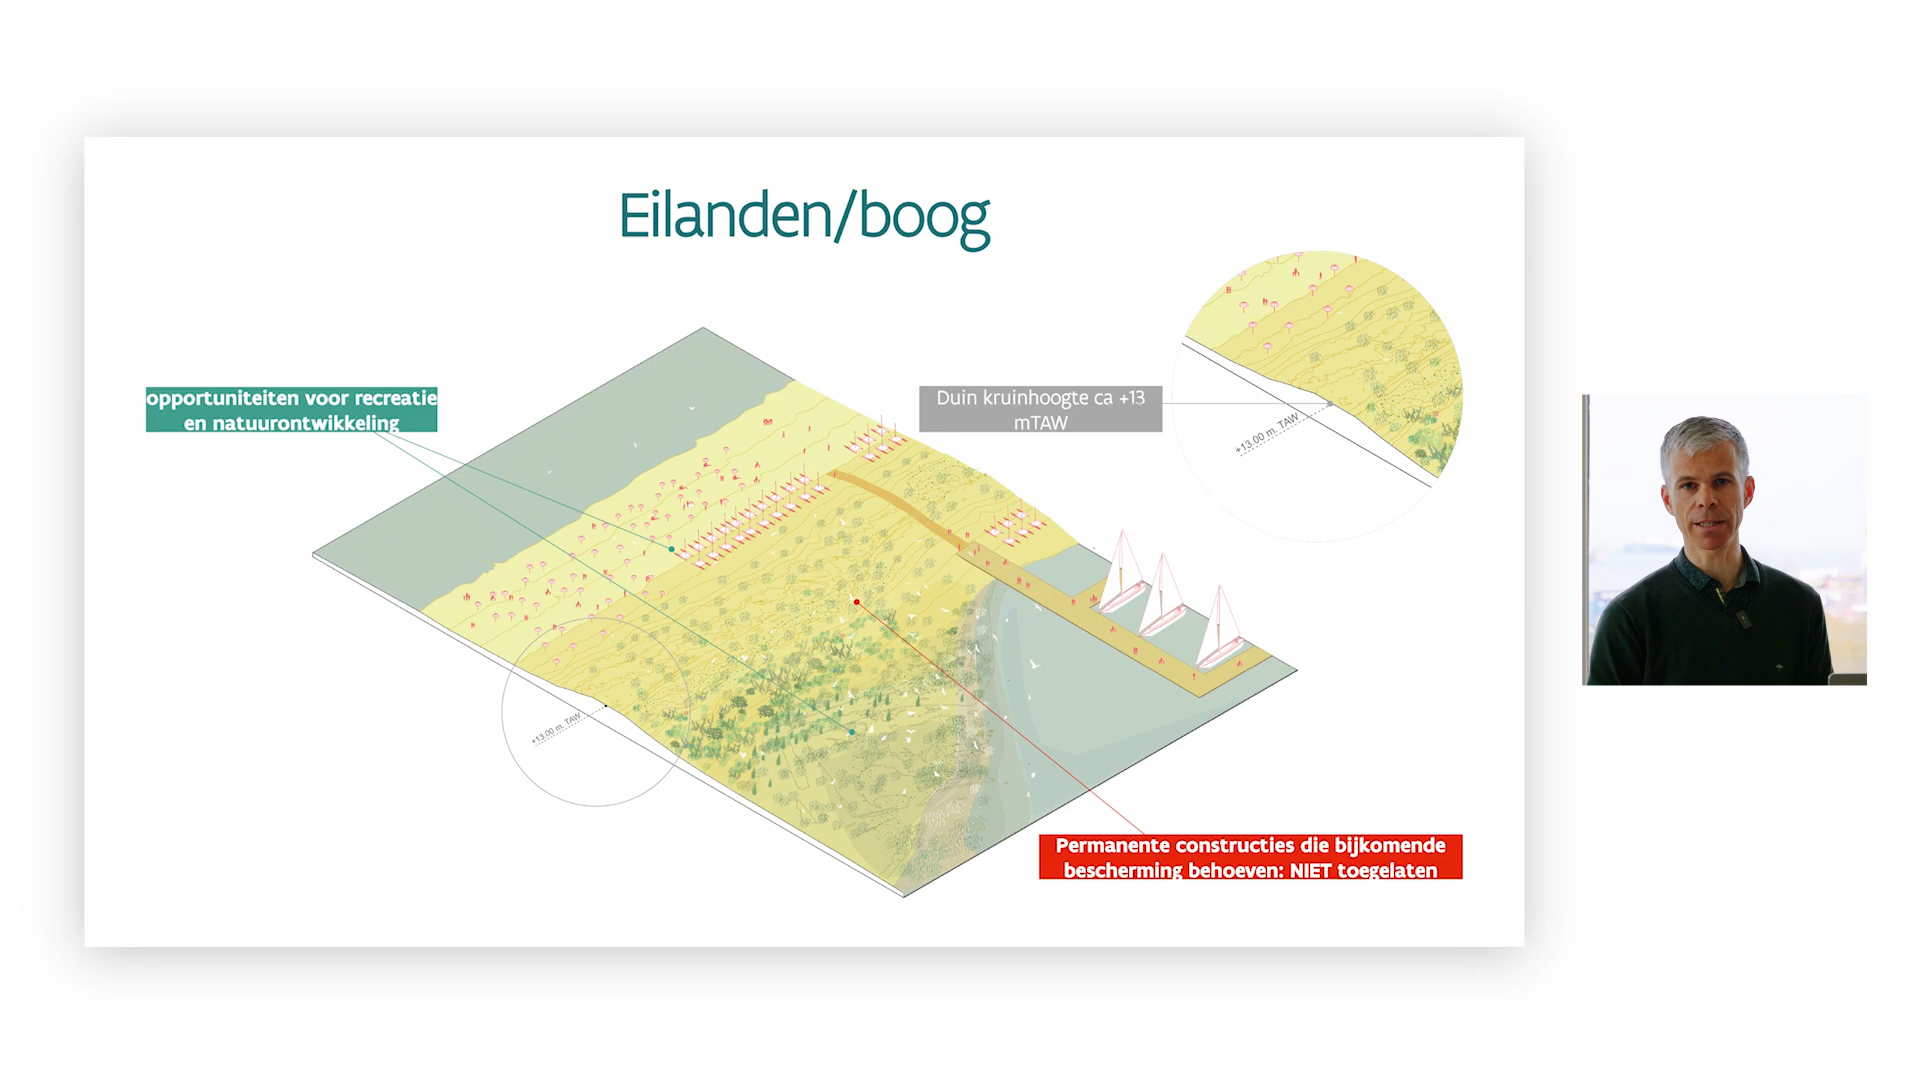 Eilanden/boog
opportuniteiten voor recreatie
en natuurontwikkeling
Duin kruinhoogte ca +13
mTAW
+13.00 m. TAW
+13.00 m. TAW
Permanente constructies die bijkomende
bescherming behoeven: NIET toegelaten